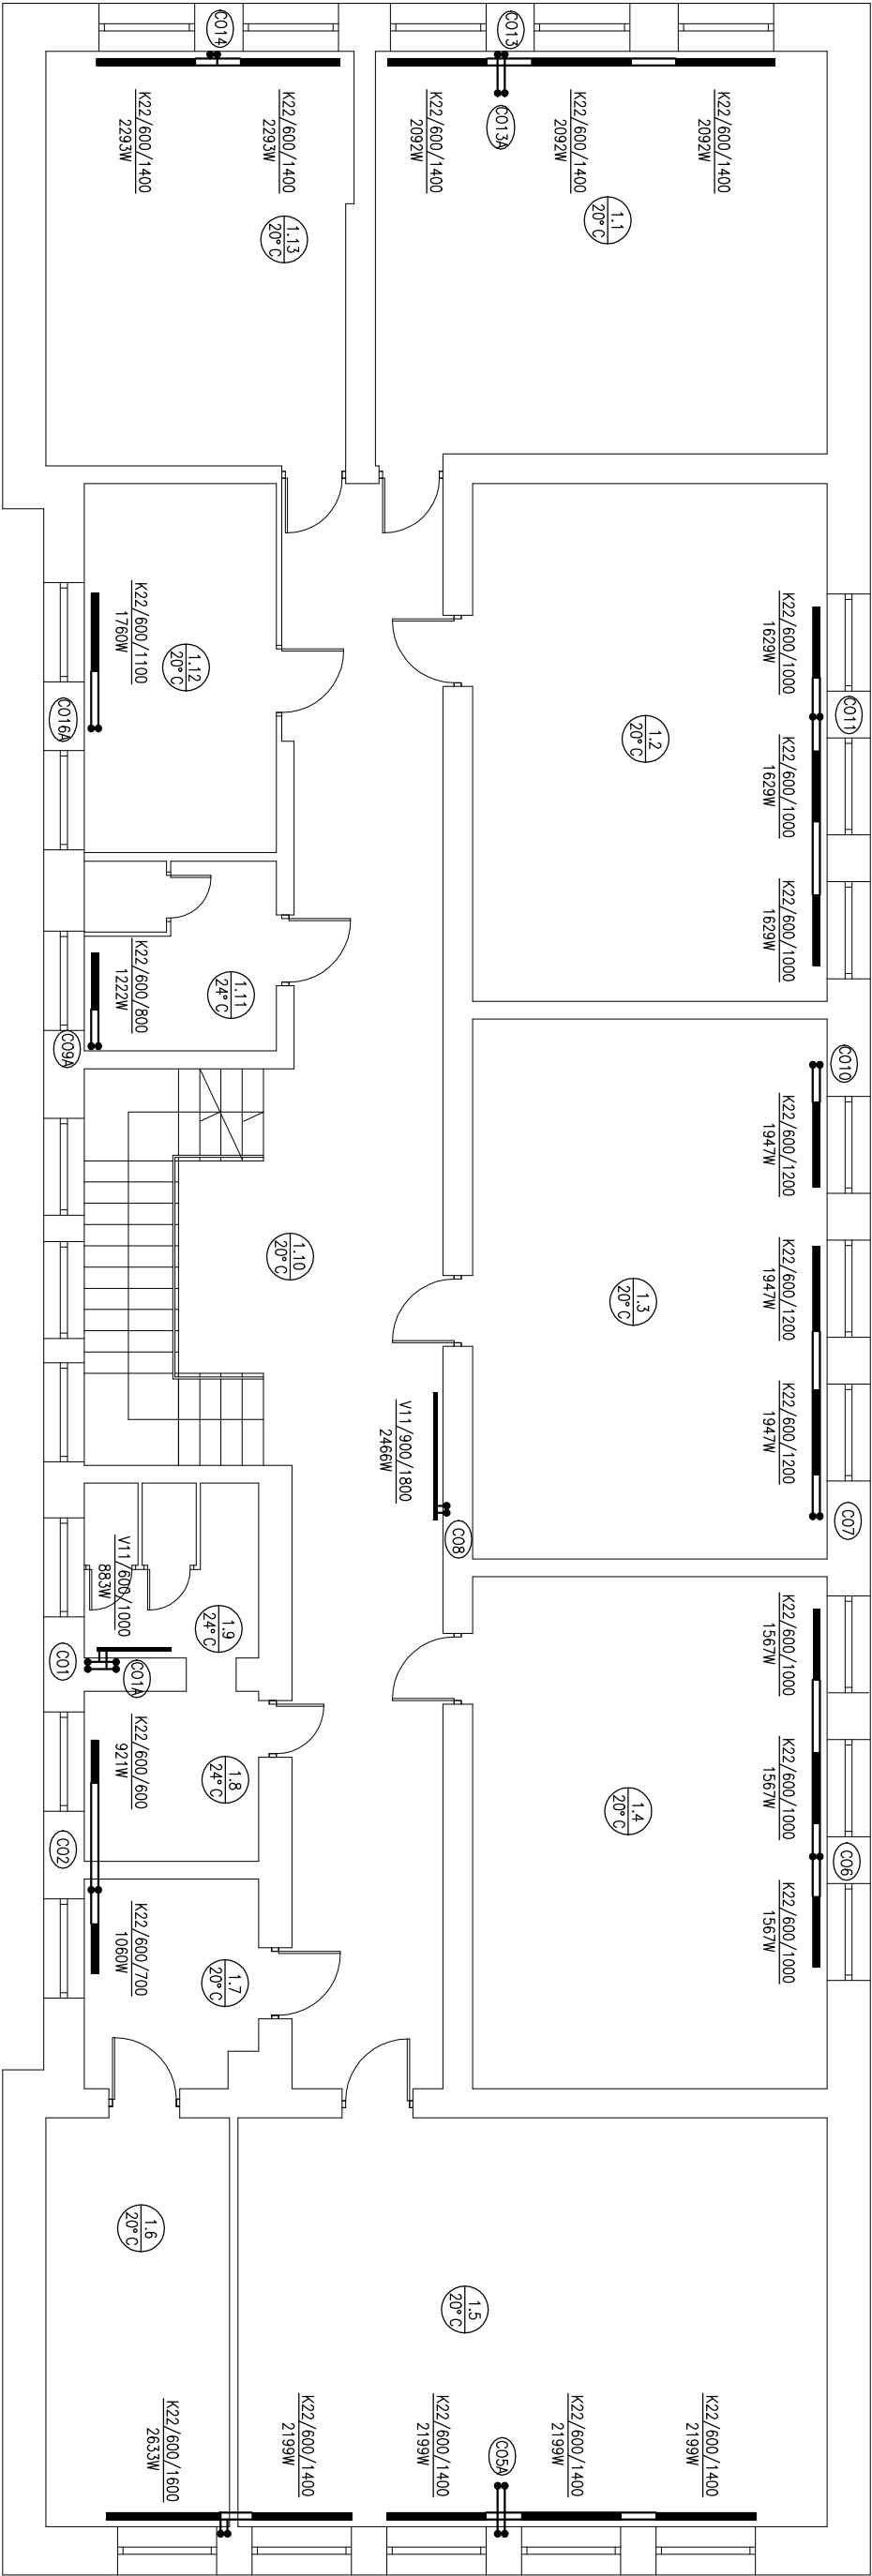 CO14
CO13
CO13A
K22/600/1400
2293W
K22/600/1400
2293W
K22/600/1400
2092W
K22/600/1400
2092W
K22/600/1400
2092W
1.13
20°C
1.1
20°C
K22/600/1100
1760W
CO16A
1.12
20°C
1.2
20°C
K22/600/1000
1629W
CO11
K22/600/1000
1629W
K22/600/1000
1629W
K22/600/800
1222W
CO9A
1.11
24°C
CO10
K22/600/1200
1947W
1.10
20°C
1.3
20°C
K22/600/1200
1947W
K22/600/1200
1947W
V11/900/1800
2466W
CO8
CO7
V11/600/1000
883W
1.9
24°C
CO1
CO1A
K22/600/1000
1567W
K22/600/600
921W
1.8
24°C
CO2
1.4
20°C
K22/600/1000
1567W
CO6
K22/600/1000
1567W
K22/600/700
1060W
1.7
20°C
1.6
20°C
1.5
20°C
K22/600/1600
2633W
K22/600/1400
2199W
K22/600/1400
2199W
CO5A
K22/600/1400
2199W
K22/600/1400
2199W